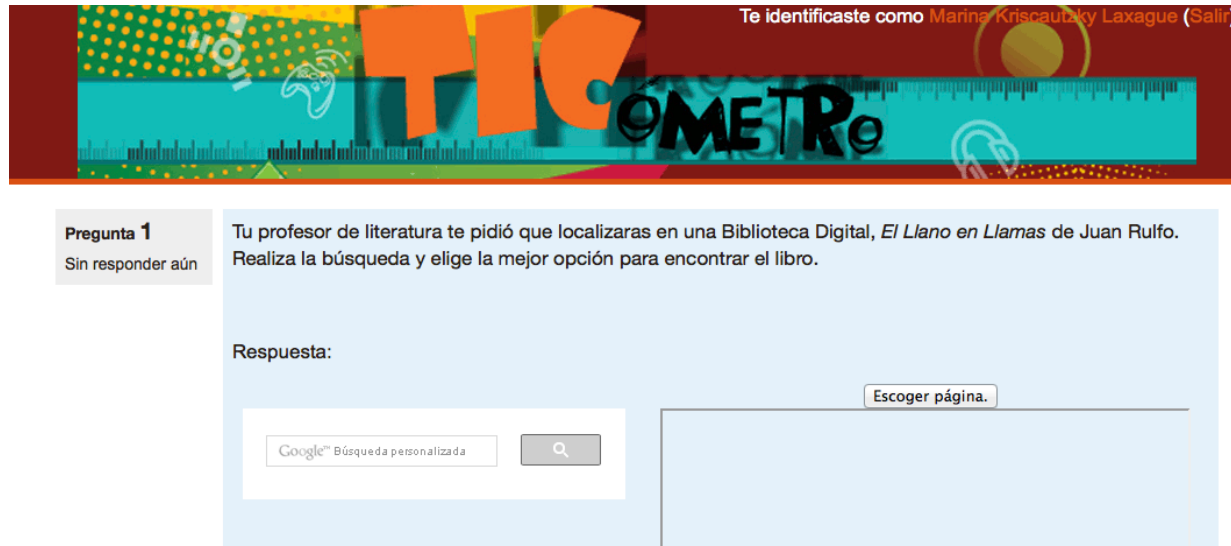 Te identificaste como Marina Kriscautzky Laxague (Salir)
TICÓMETRO
Pregunta 1
Sin responder aún
Tu profesor de literatura te pidió que localizaras en una Biblioteca Digital, El Llano en Llamas de Juan Rulfo.
Realiza la búsqueda y elige la mejor opción para encontrar el libro.
Respuesta:
Escoger página.
Google™ Búsqueda personalizada